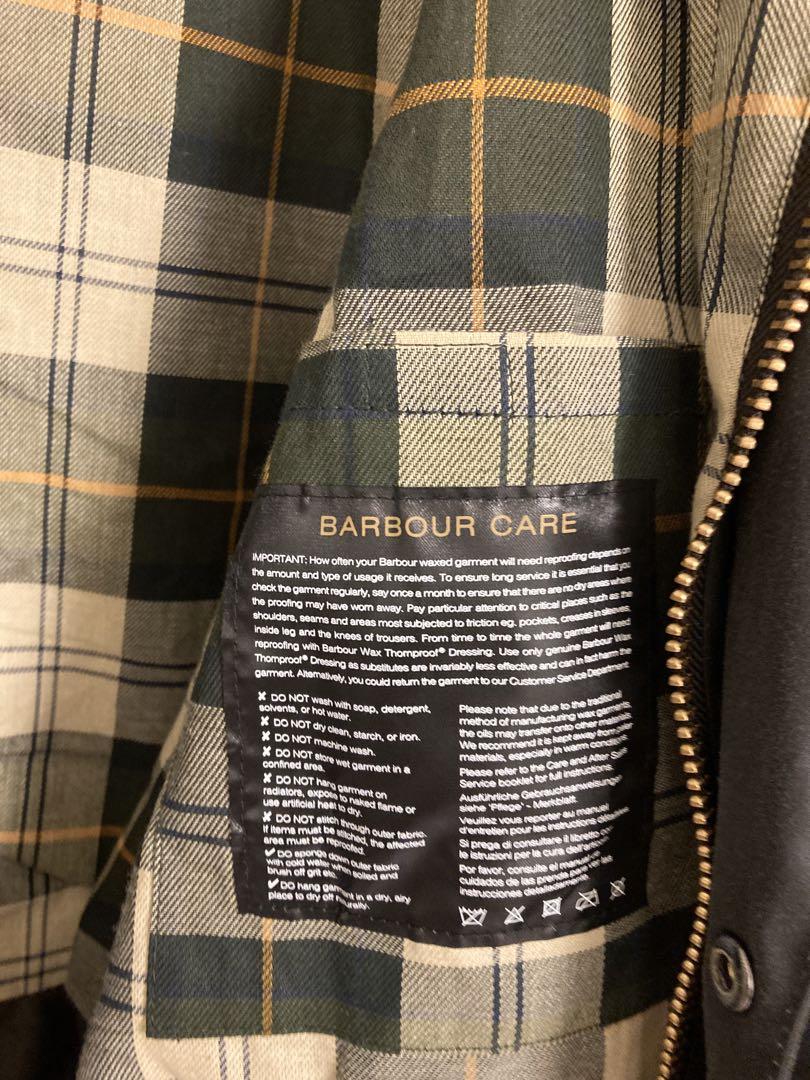 BARBOUR CARE
IMPORTANT: How often your Barbour waxed garment will need reproofing depends on
the amount and type of usage it receives. To ensure long service it is essential that you
check the garment regularly, say once a month to ensure that there are no dry areas where
the proofing may have worn away. Pay particular attention to critical places such as the
shoulders, seams and areas most subjected to friction eg. pockets, creases in sleeves,
inside leg and the knees of trousers. From time to time the whole garment will need
reproofing with Barbour Wax Thornproof® Dressing. Use only genuine Barbour Wax
Thornproof® Dressing as substitutes are invariably less effective and can in fact harm the
garment. Alternatively, you could return the garment to our Customer Service Department
✘ DO NOT wash with soap, detergent,
solvents, or hot water.
✘ DO NOT dry clean, starch, or iron.
✘ DO NOT machine wash.
✘ DO NOT store wet garment in a
confined area.
✘ DO NOT hang garment on
radiators, expose to naked flame or
use artificial heat to dry.
✘ DO NOT stitch through outer fabric.
If items must be stitched, the affected
area must be reproofed.
✔ DO sponge down outer fabric
with cold water when soiled and
brush off grit etc.
✔ DO hang garment in a dry, airy
place to dry off naturally.
Please note that due to the traditional
method of manufacturing wax garments,
the oils may transfer onto other materials.
We recommend it is kept away from
materials, especially in warm conditions
Please refer to the Care and After Sales
Service booklet for full instructions.
Ausführliche Gebrauchsanweisungen
siehe 'Pflege' - Merkblatt.
Veuillez vous reporter au manuel
d'entretien pour les instructions détaillées
Si prega di consultare il libretto per
le istruzioni per la cura dell'
Por favor, consulte el manual de
cuidados de las prendas para las
instrucciones detalladas.